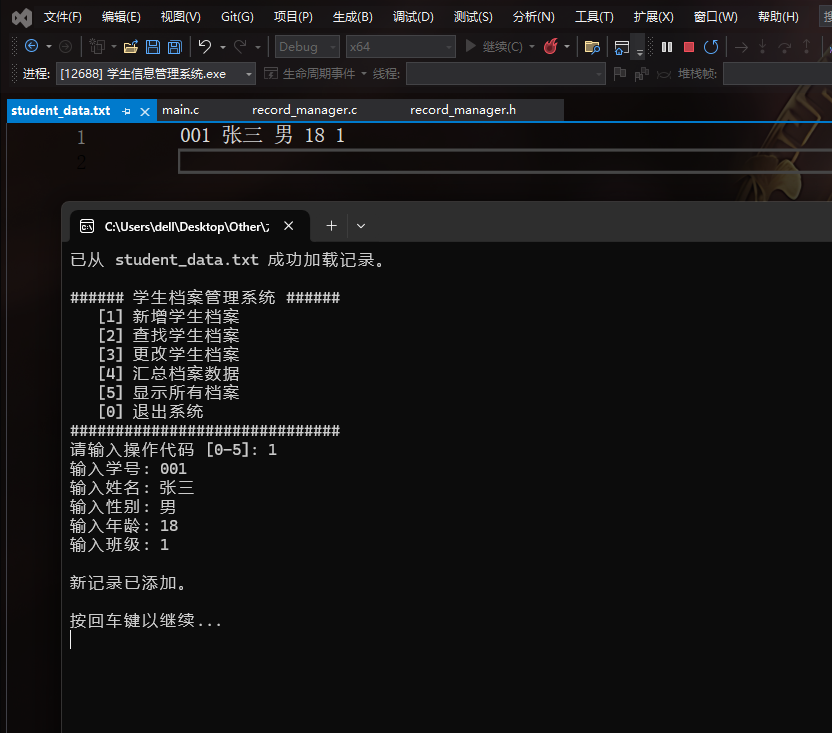 文件(F) 编辑(E) 视图(V) Git(G) 项目(P) 生成(B) 调试(D) 测试(S) 分析(N) 工具(T) 扩展(X) 窗口(W) 帮助(H)
Debug x64 继续(C)
进程: [12688] 学生信息管理系统.exe 生命周期事件 线程: 堆栈帧:
student_data.txt main.c record_manager.c record_manager.h
1 001 张三 男 18 1
2
C:\Users\dell\Desktop\Other\
已从 student_data.txt 成功加载记录。
###### 学生档案管理系统 ######
[1] 新增学生档案
[2] 查找学生档案
[3] 更改学生档案
[4] 汇总档案数据
[5] 显示所有档案
[0] 退出系统
##############################
请输入操作代码 [0-5]: 1
输入学号: 001
输入姓名: 张三
输入性别: 男
输入年龄: 18
输入班级: 1
新记录已添加。
按回车键以继续...